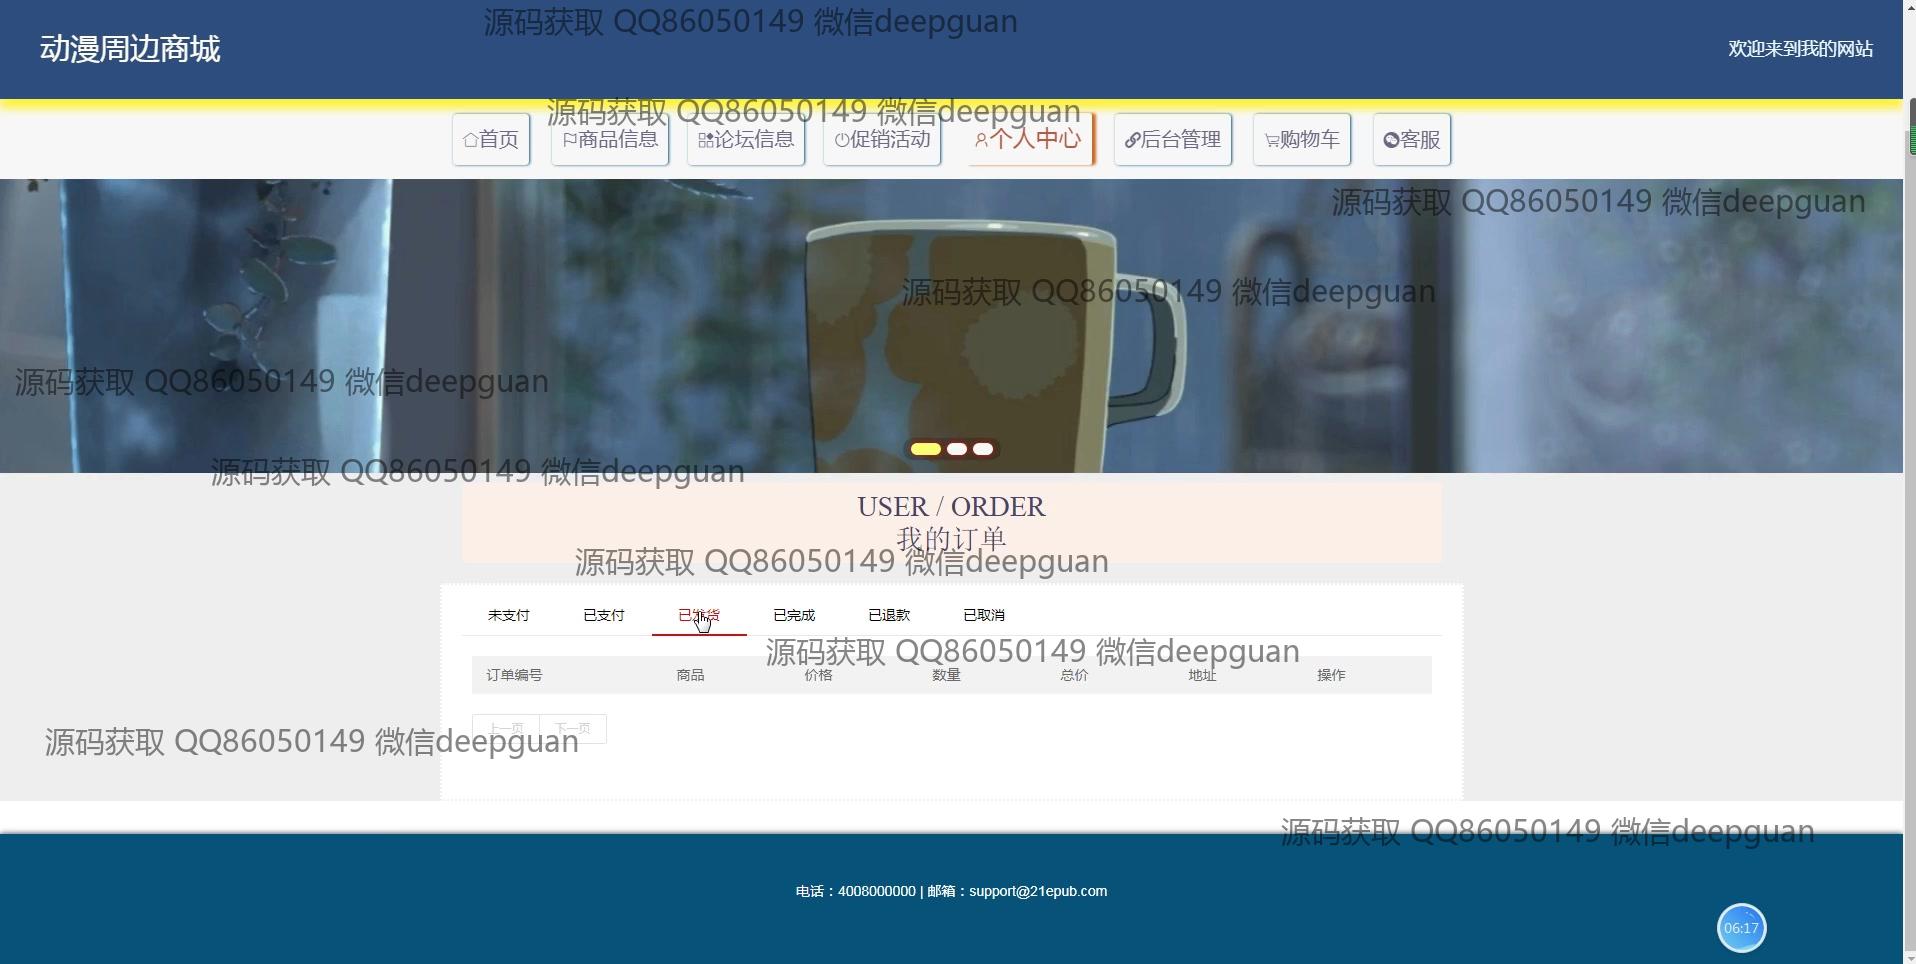 源码获取 QQ86050149 微信deepguan
动漫周边商城
欢迎来到我的网站
源码获取 QQ86050149 微信deepguan
首页
商品信息
论坛信息
促销活动
个人中心
后台管理
购物车
客服
源码获取 QQ86050149 微信deepguan
源码获取 QQ86050149 微信deepguan
源码获取 QQ86050149 微信deepguan
源码获取 QQ86050149 微信deepguan
USER / ORDER
我的订单
源码获取 QQ86050149 微信deepguan
未支付
已支付
已发货
已完成
已退款
已取消
源码获取 QQ86050149 微信deepguan
订单编号
商品
价格
数量
总价
地址
操作
上一页
下一页
源码获取 QQ86050149 微信deepguan
源码获取 QQ86050149 微信deepguan
电话：4008000000 | 邮箱：support@21epub.com
06:17